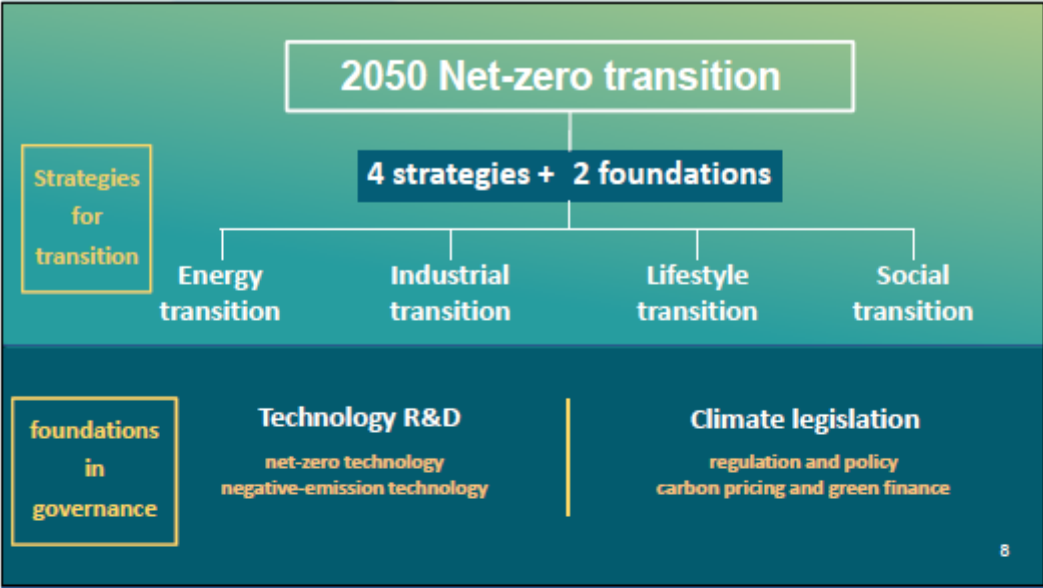 2050 Net-zero transition
4 strategies + 2 foundations
Strategies
for
transition
Energy
transition
Industrial
transition
Lifestyle
transition
Social
transition
foundations
in
governance
Technology R&D
net-zero technology
negative-emission technology
Climate legislation
regulation and policy
carbon pricing and green finance
8